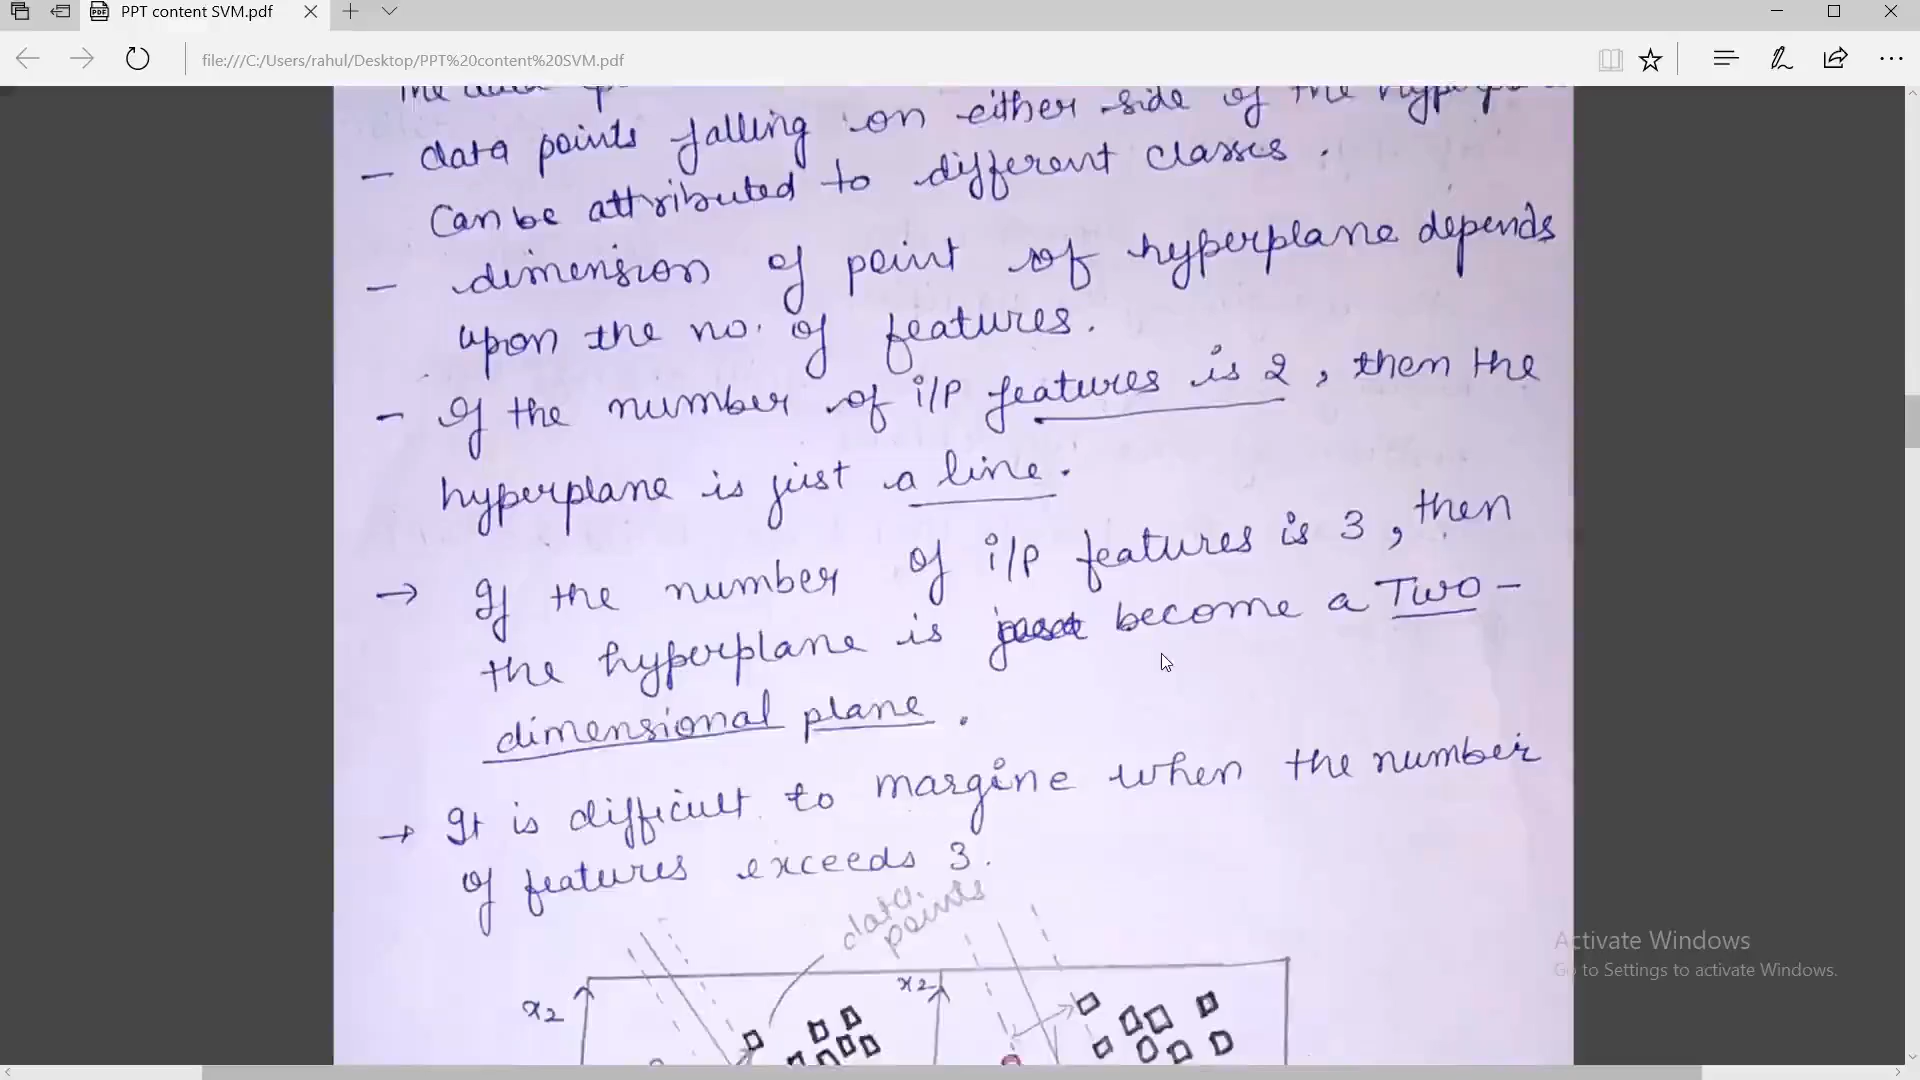 PPT content SVM.pdf
file:///C:/Users/rahul/Desktop/PPT%20content%20SVM.pdf
The data
- data points falling on either side of the
can be attributed to different classes.
- dimension of point of hyperplane depends
upon the no. of features.
- If the number of i/p features is 2, then the
hyperplane is just a line.
→ If the number of i/p features is 3, then
the hyperplane is become a Two-
dimensional plane.
→ It is difficult to margine when the number
of features exceeds 3.
data
points
x2
x2
Activate Windows
Go to Settings to activate Windows.